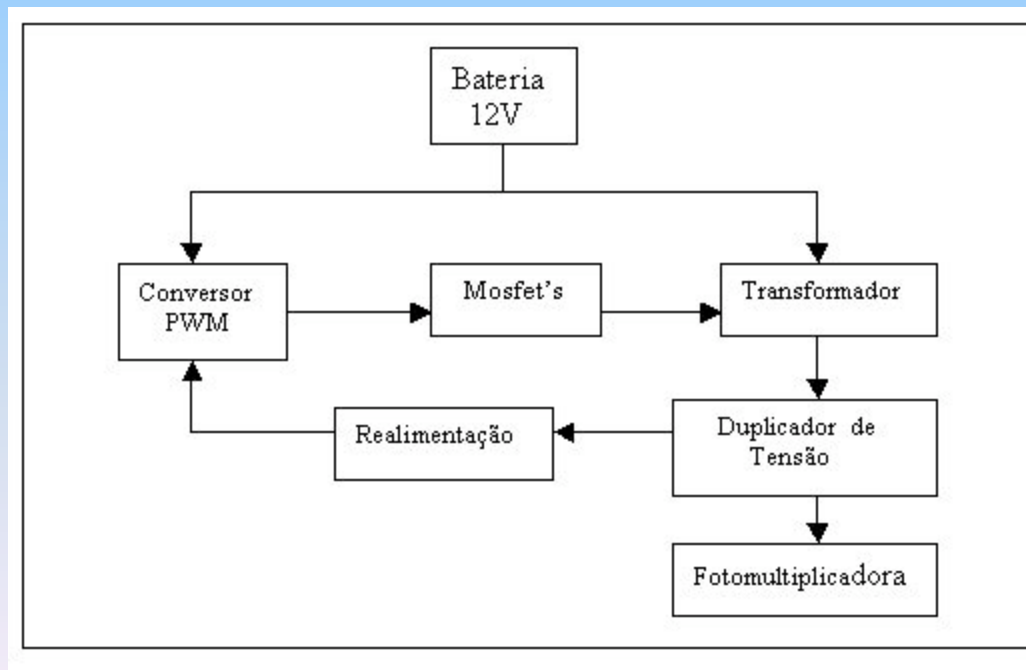 Bateria
12V
Conversor
PWM
Mosfet's
Transformador
Realimentação
Duplicador de
Tensão
Fotomultiplicadora